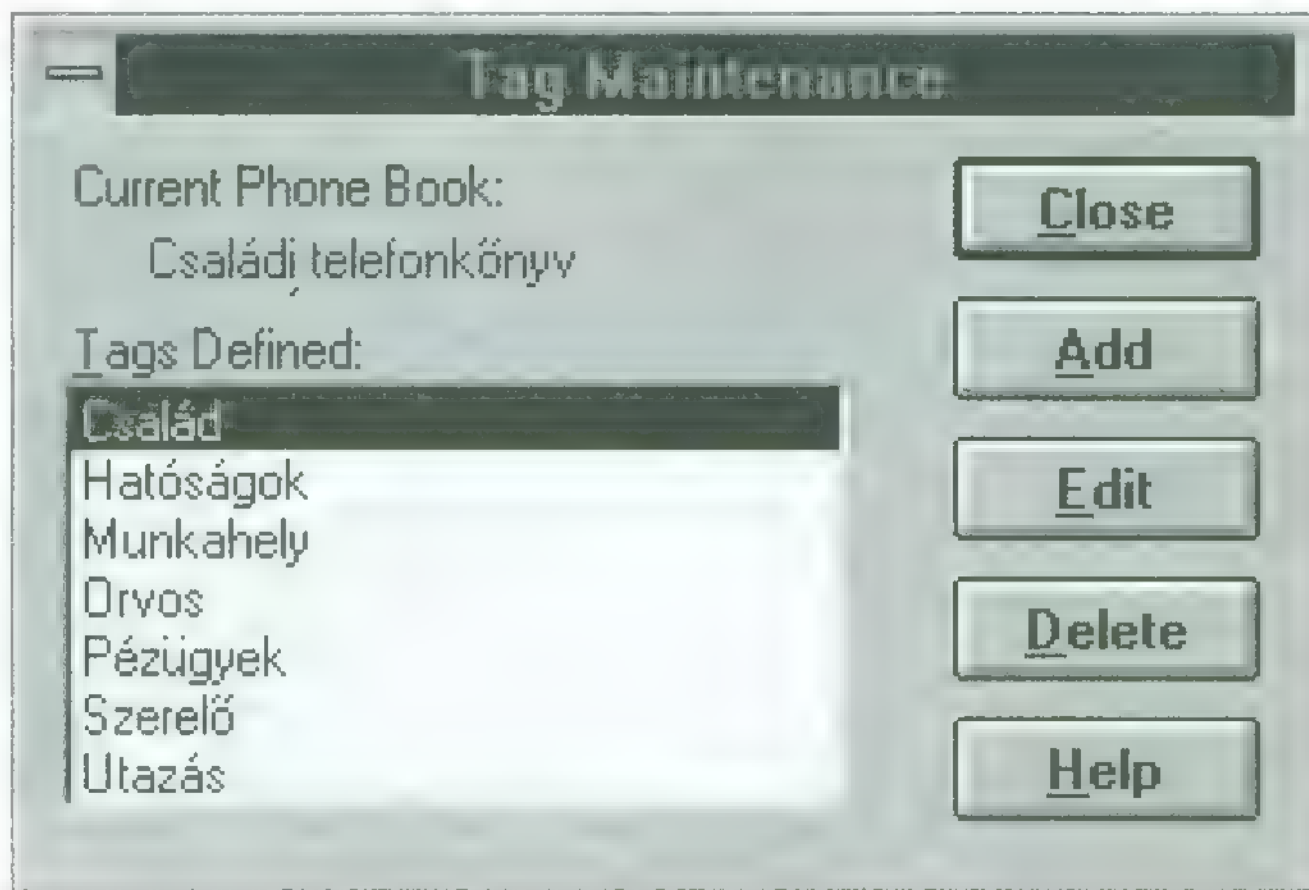 Tag Maintenance
Current Phone Book:
Családi telefonkönyv
Tags Defined:
Család
Hatóságok
Munkahely
Orvos
Pézügyek
Szerelő
Utazás
Close
Add
Edit
Delete
Help